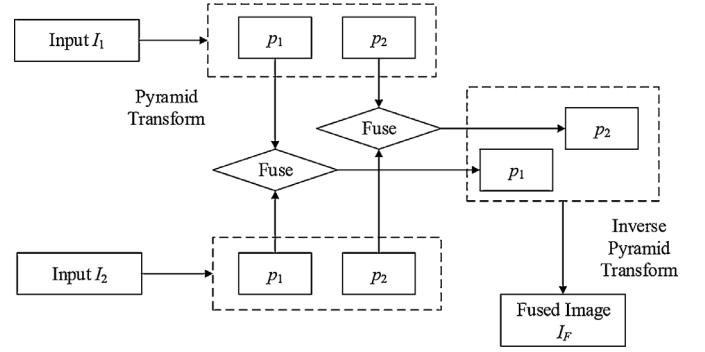 Input I₁
p₁
p₂
Pyramid
Transform
Fuse
p₂
Fuse
p₁
Inverse
Pyramid
Transform
Input I₂
p₁
p₂
Fused Image
I_F